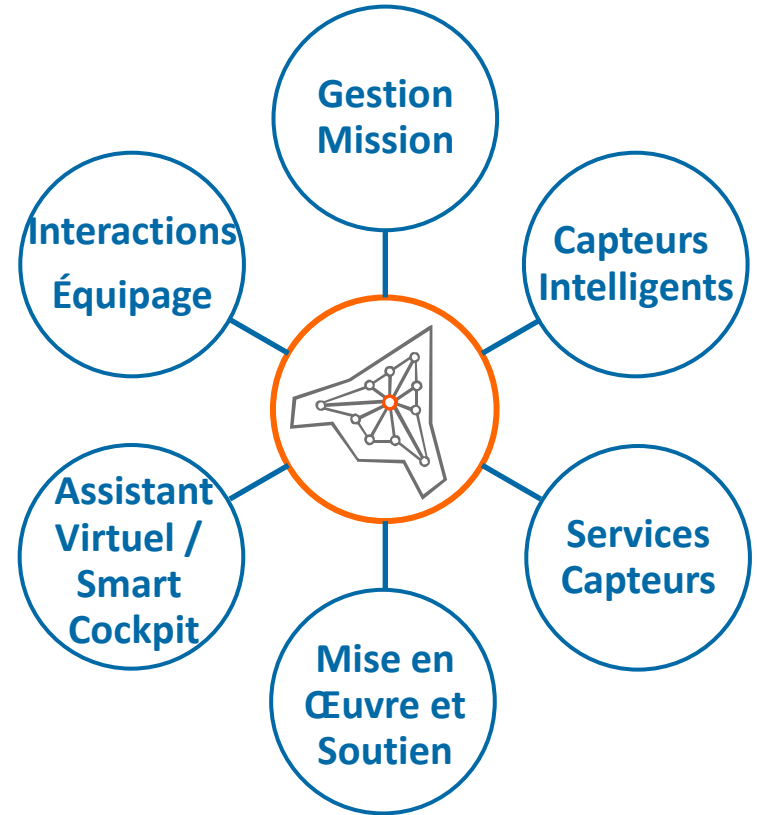 Gestion
Mission
Interactions
Équipage
Capteurs
Intelligents
Assistant
Virtuel /
Smart
Cockpit
Services
Capteurs
Mise en
Œuvre et
Soutien